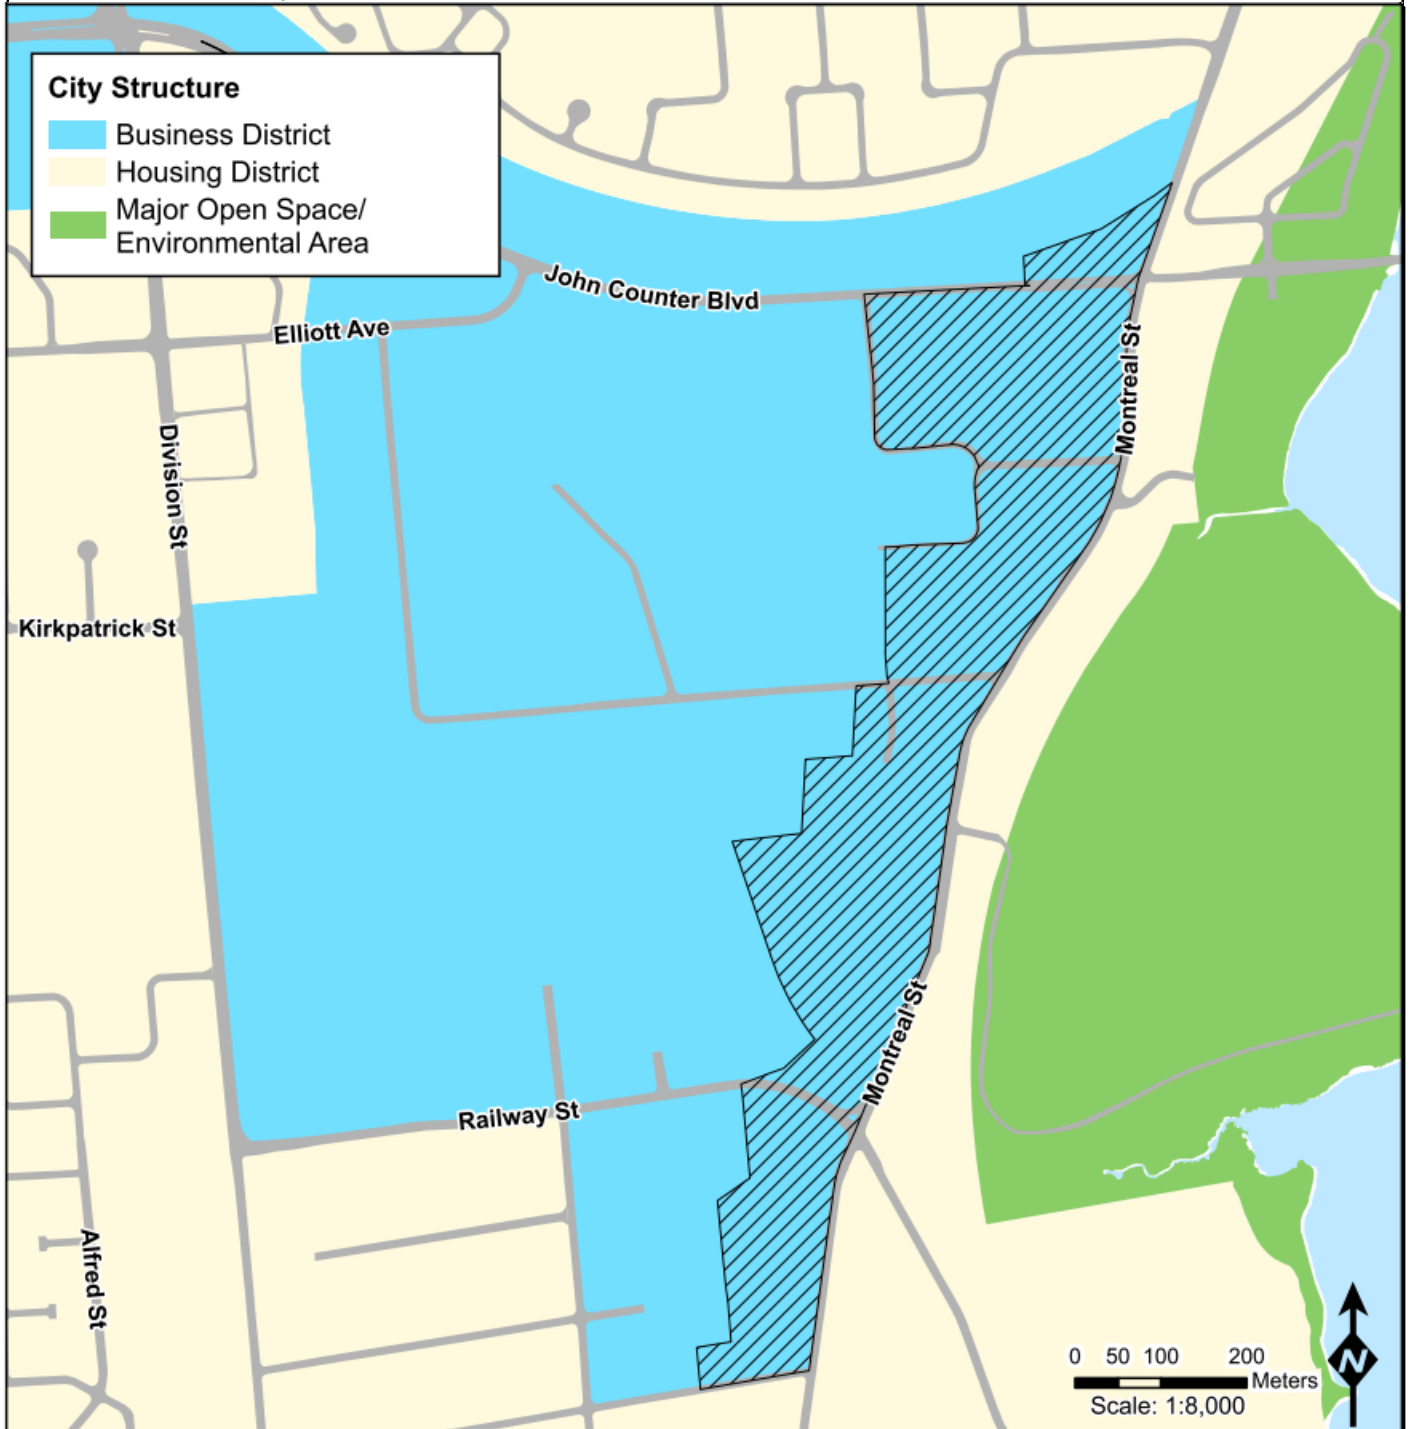 City Structure
Business District
Housing District
Major Open Space/
Environmental Area
John Counter Blvd
Elliott Ave
Montreal St
Division St
Kirkpatrick St
Montreal St
Railway St
Alfred St
0 50 100 200
Meters
Scale: 1:8,000
N